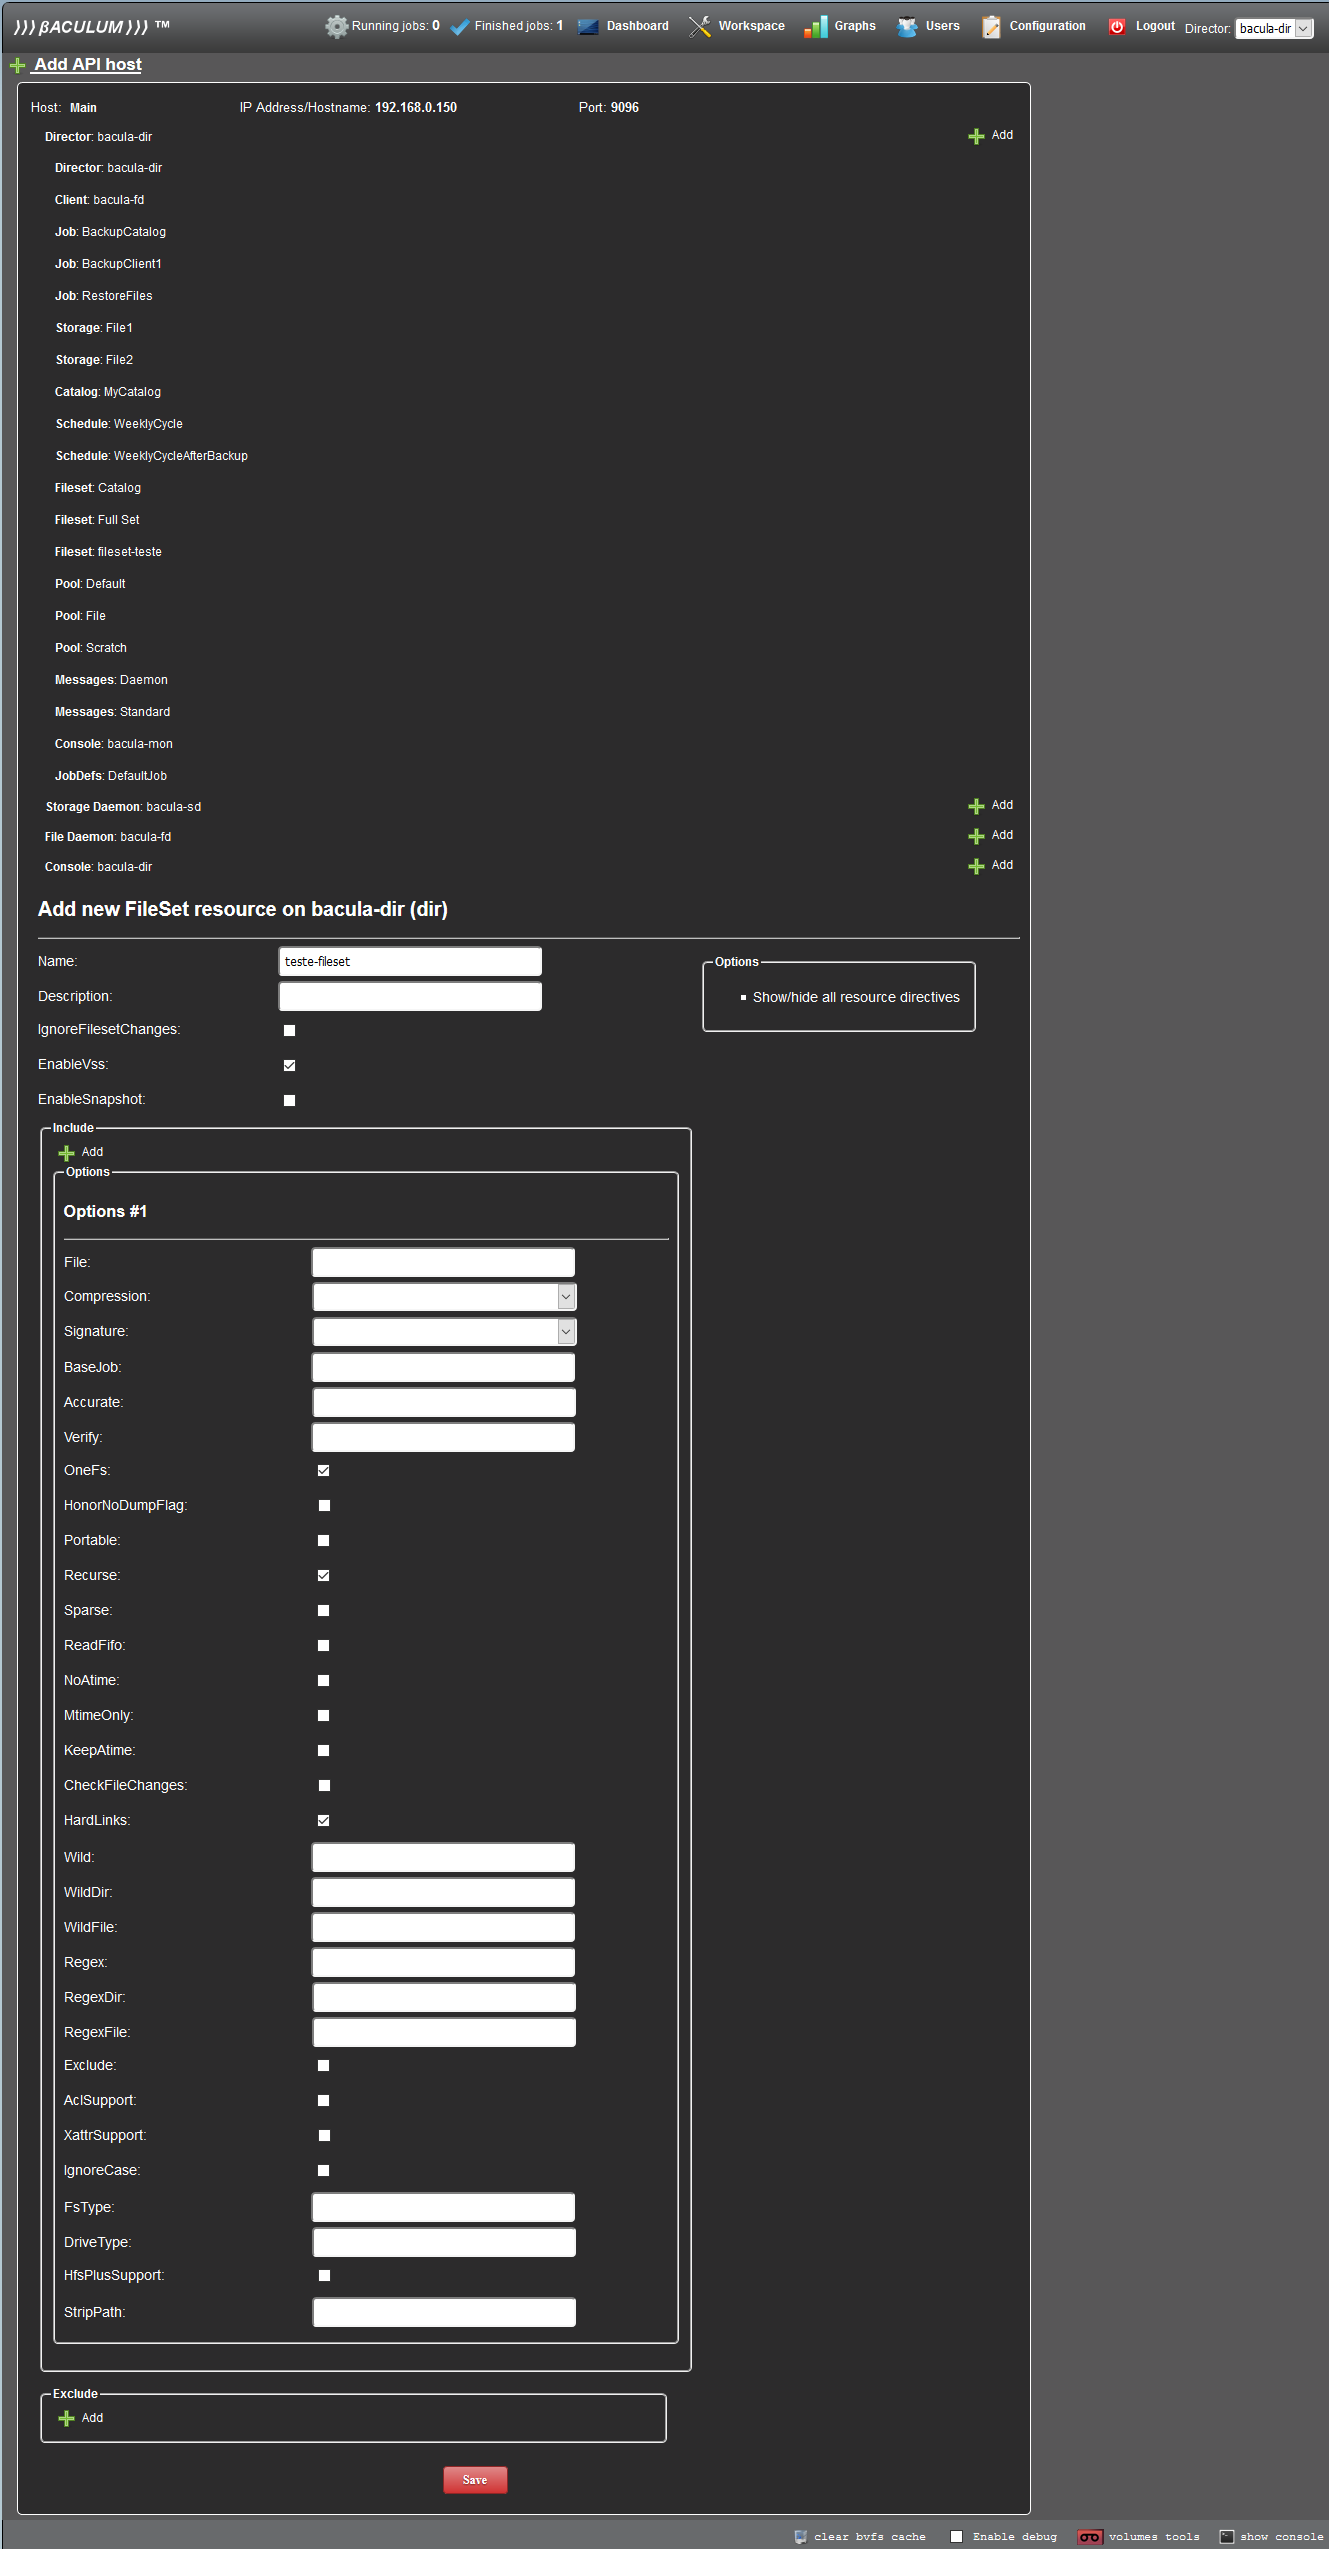 )))βACULUM))) ™ Running jobs: 0 Finished jobs: 1 Dashboard Workspace Graphs Users Configuration Logout Director: bacula-dir
Add API host
Host: Main IP Address/Hostname: 192.168.0.150 Port: 9096
Director: bacula-dir Add
Director: bacula-dir
Client: bacula-fd
Job: BackupCatalog
Job: BackupClient1
Job: RestoreFiles
Storage: File1
Storage: File2
Catalog: MyCatalog
Schedule: WeeklyCycle
Schedule: WeeklyCycleAfterBackup
Fileset: Catalog
Fileset: Full Set
Fileset: fileset-teste
Pool: Default
Pool: File
Pool: Scratch
Messages: Daemon
Messages: Standard
Console: bacula-mon
JobDefs: DefaultJob
Storage Daemon: bacula-sd Add
File Daemon: bacula-fd Add
Console: bacula-dir Add
Add new FileSet resource on bacula-dir (dir)
Name: teste-fileset
Options
Show/hide all resource directives
Description:
IgnoreFilesetChanges:
EnableVss:
EnableSnapshot:
Include
Add
Options
Options #1
File:
Compression:
Signature:
BaseJob:
Accurate:
Verify:
OneFs:
HonorNoDumpFlag:
Portable:
Recurse:
Sparse:
ReadFifo:
NoAtime:
MtimeOnly:
KeepAtime:
CheckFileChanges:
HardLinks:
Wild:
WildDir:
WildFile:
Regex:
RegexDir:
RegexFile:
Exclude:
AclSupport:
XattrSupport:
IgnoreCase:
FsType:
DriveType:
HfsPlusSupport:
StripPath:
Exclude
Add
Save
clear bvfs cache Enable debug volumes tools show console